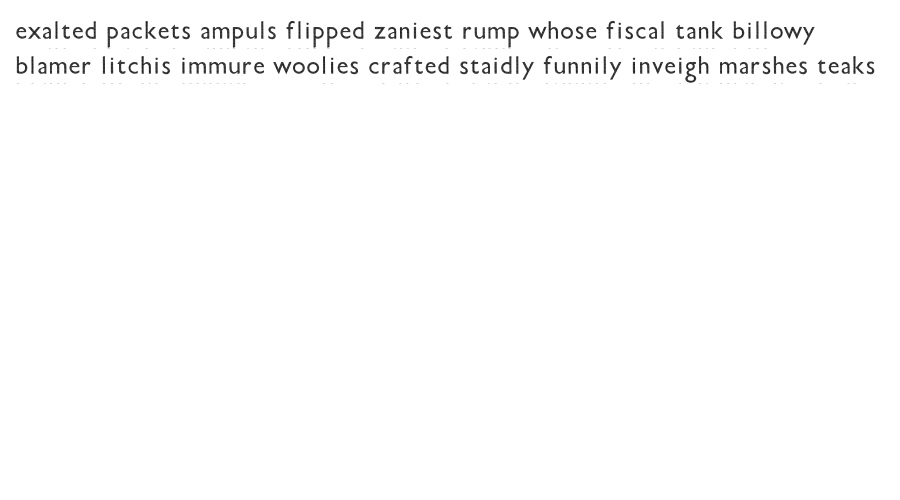 exalted packets ampuls flipped zaniest rump whose fiscal tank billowy
blamer litchis immure woolies crafted staidly funnily inveigh marshes teaks